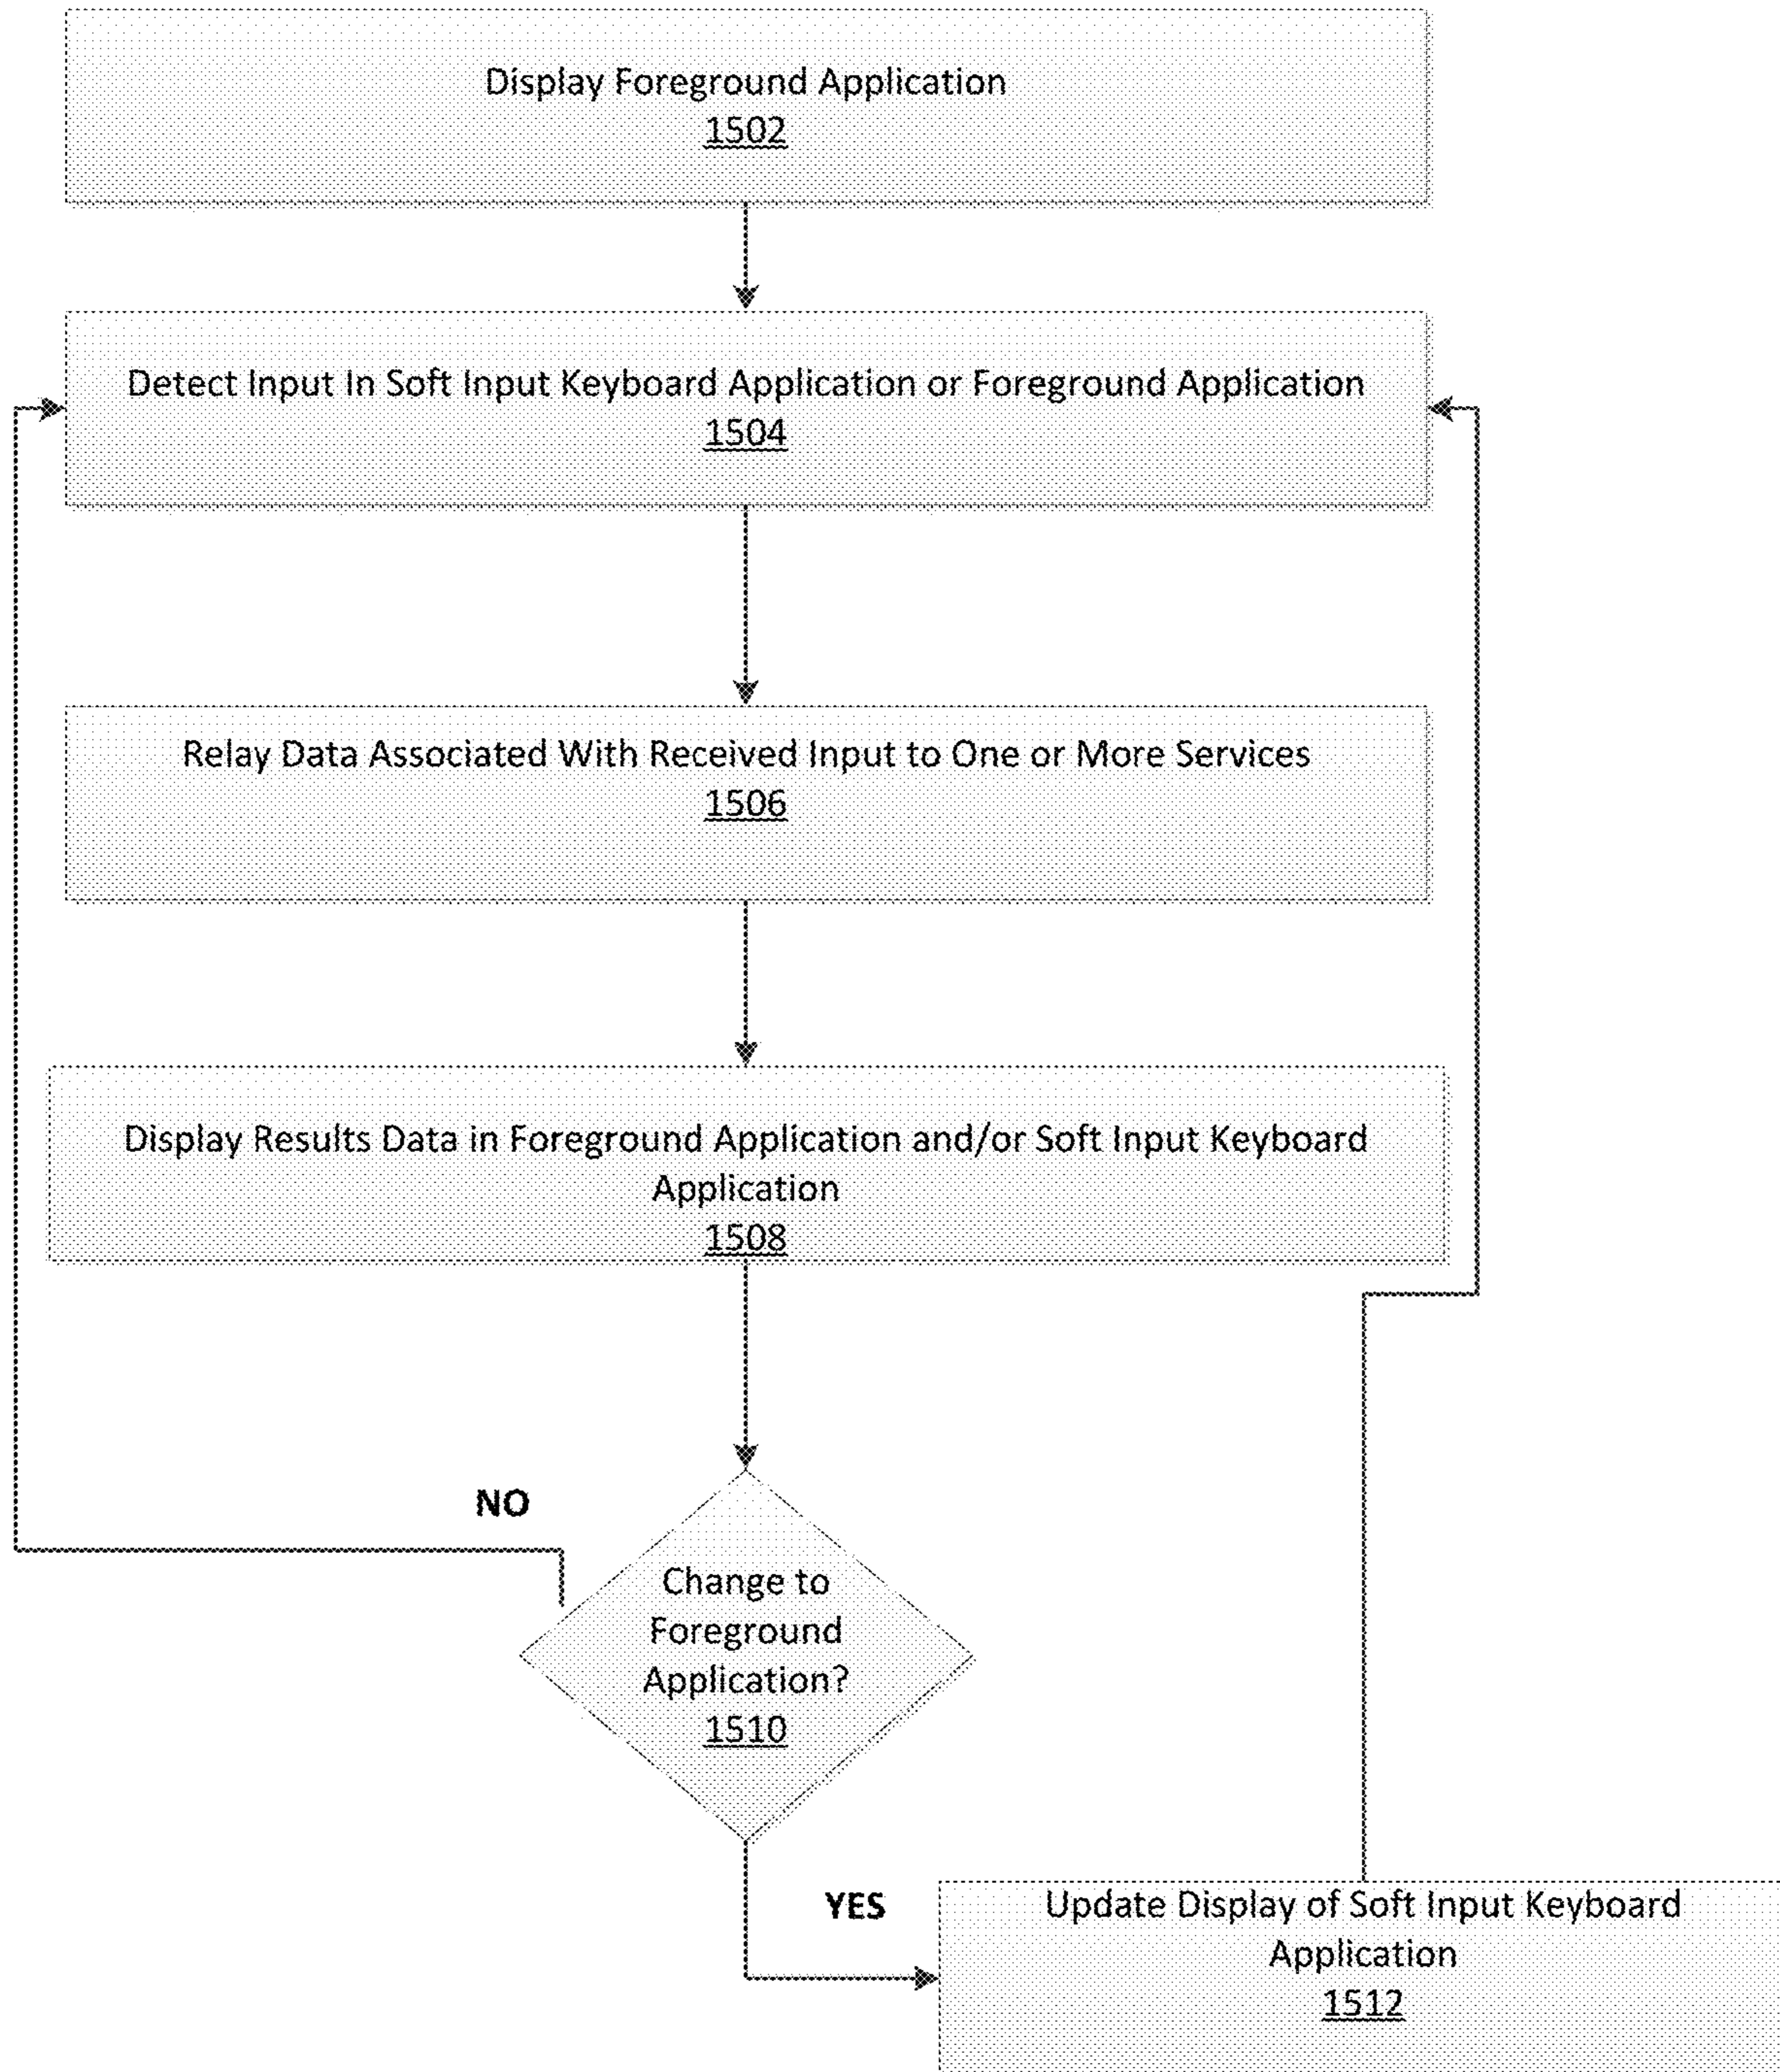 Display Foreground Application
1502
Detect Input In Soft Input Keyboard Application or Foreground Application
1504
Relay Data Associated With Received Input to One or More Services
1506
Display Results Data in Foreground Application and/or Soft Input Keyboard
Application
1508
NO
Change to
Foreground
Application?
1510
YES
Update Display of Soft Input Keyboard
Application
1512